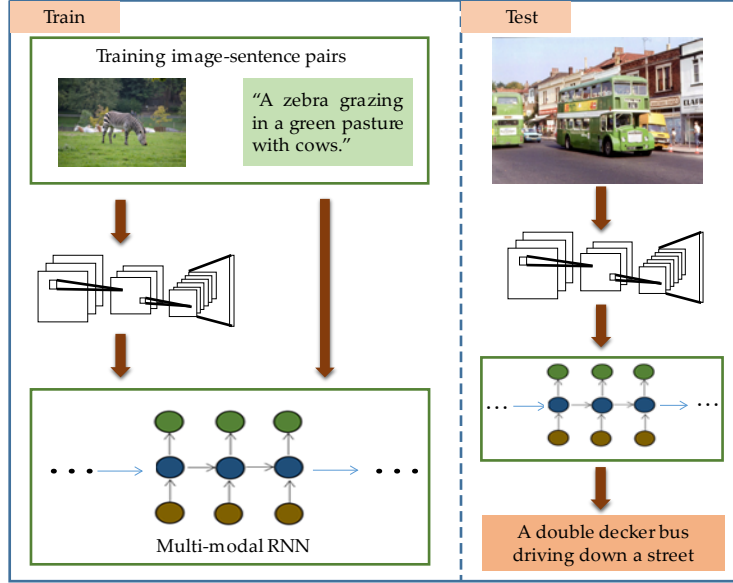 Train
Training image-sentence pairs
“A zebra grazing
in a green pasture
with cows.”
Multi-modal RNN
Test
A double decker bus
driving down a street